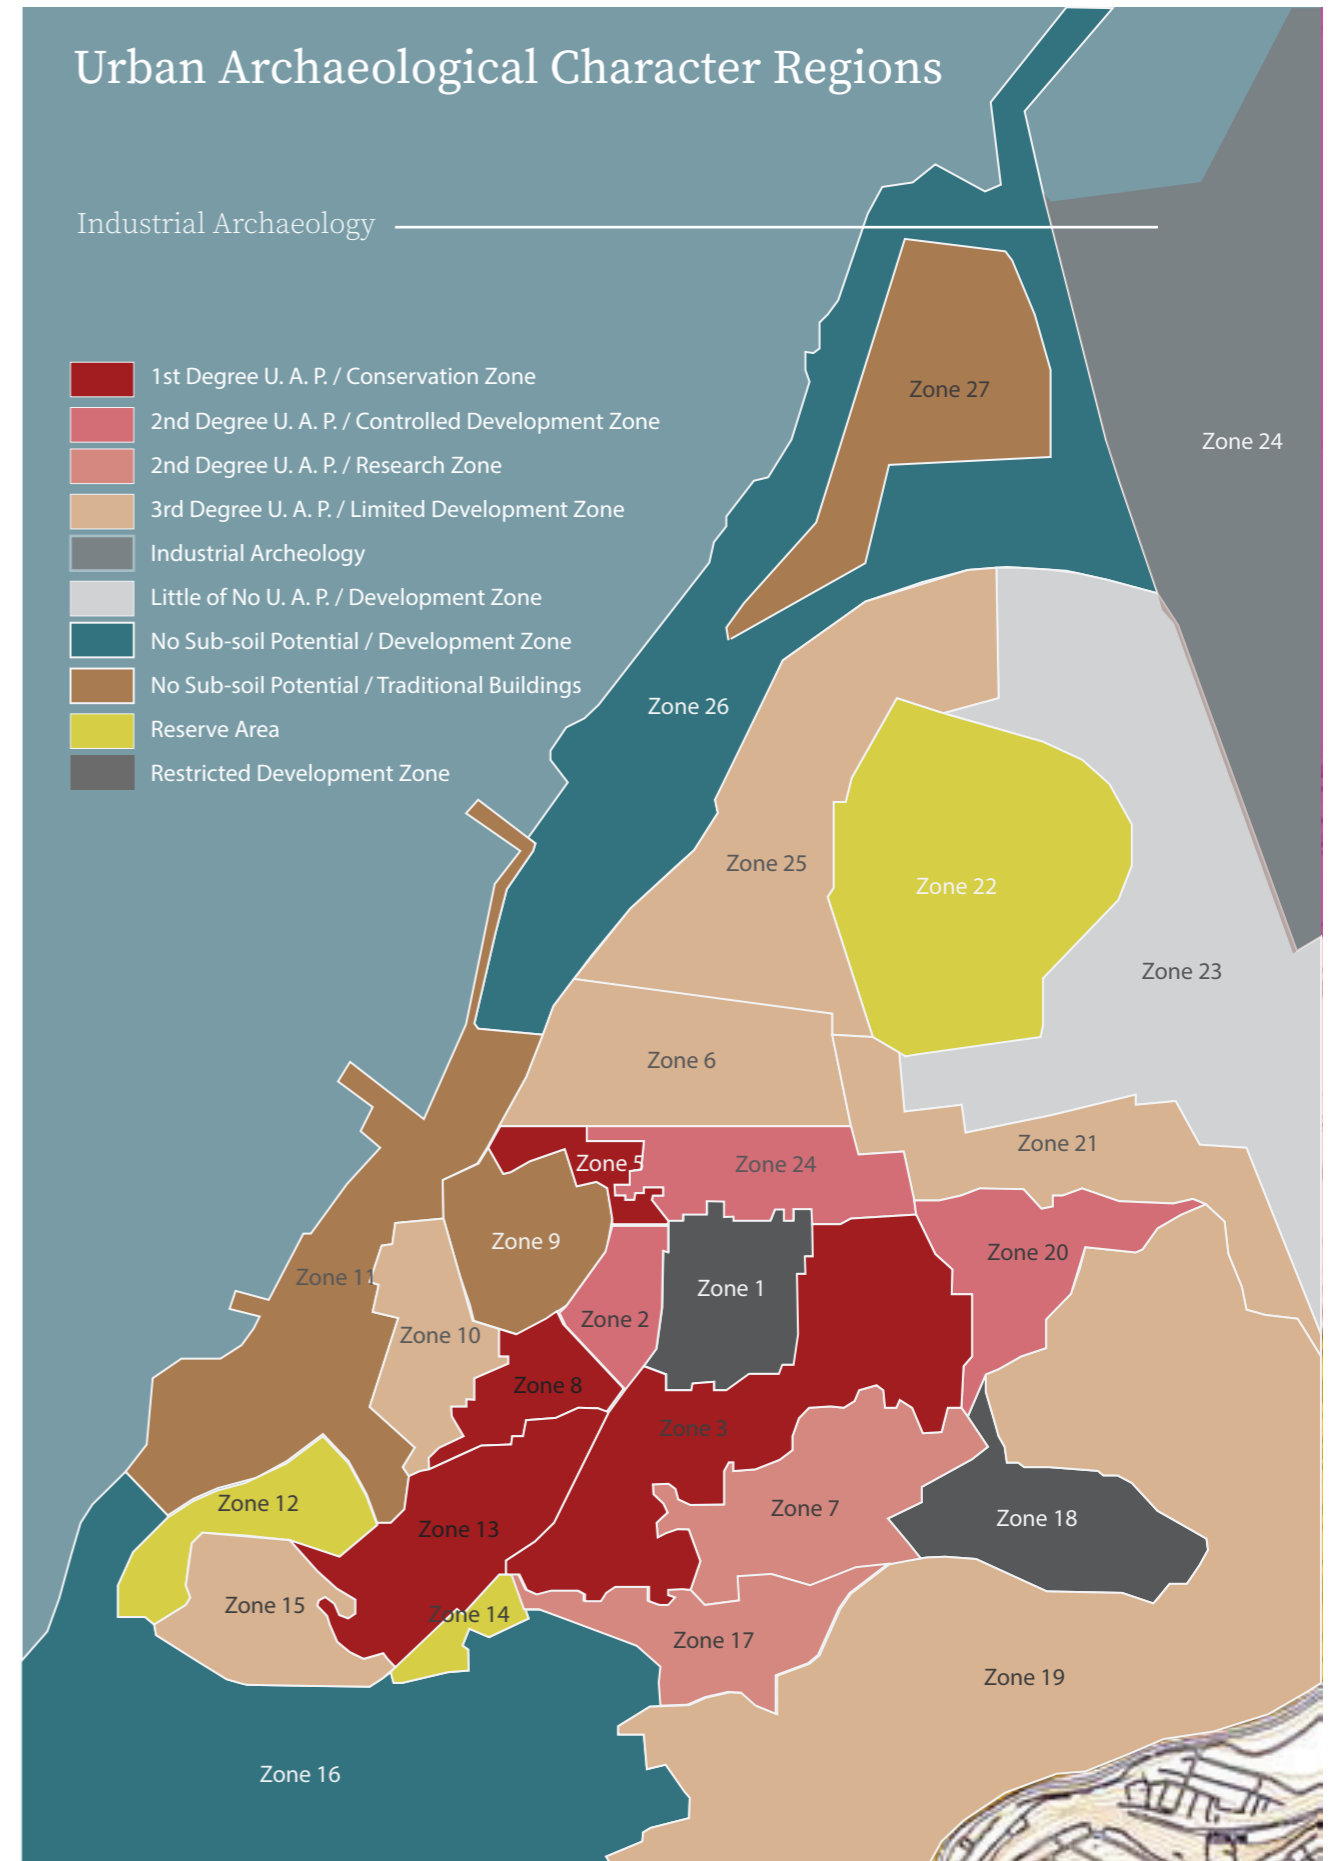 Urban Archaeological Character Regions
Industrial Archaeology
1st Degree U. A. P. / Conservation Zone
2nd Degree U. A. P. / Controlled Development Zone
2nd Degree U. A. P. / Research Zone
3rd Degree U. A. P. / Limited Development Zone
Industrial Archeology
Little of No U. A. P. / Development Zone
No Sub-soil Potential / Development Zone
No Sub-soil Potential / Traditional Buildings
Reserve Area
Restricted Development Zone
Zone 27
Zone 24
Zone 26
Zone 25
Zone 22
Zone 23
Zone 6
Zone 21
Zone 5
Zone 24
Zone 9
Zone 20
Zone 11
Zone 1
Zone 2
Zone 10
Zone 8
Zone 3
Zone 12
Zone 7
Zone 18
Zone 13
Zone 15
Zone 14
Zone 17
Zone 19
Zone 16